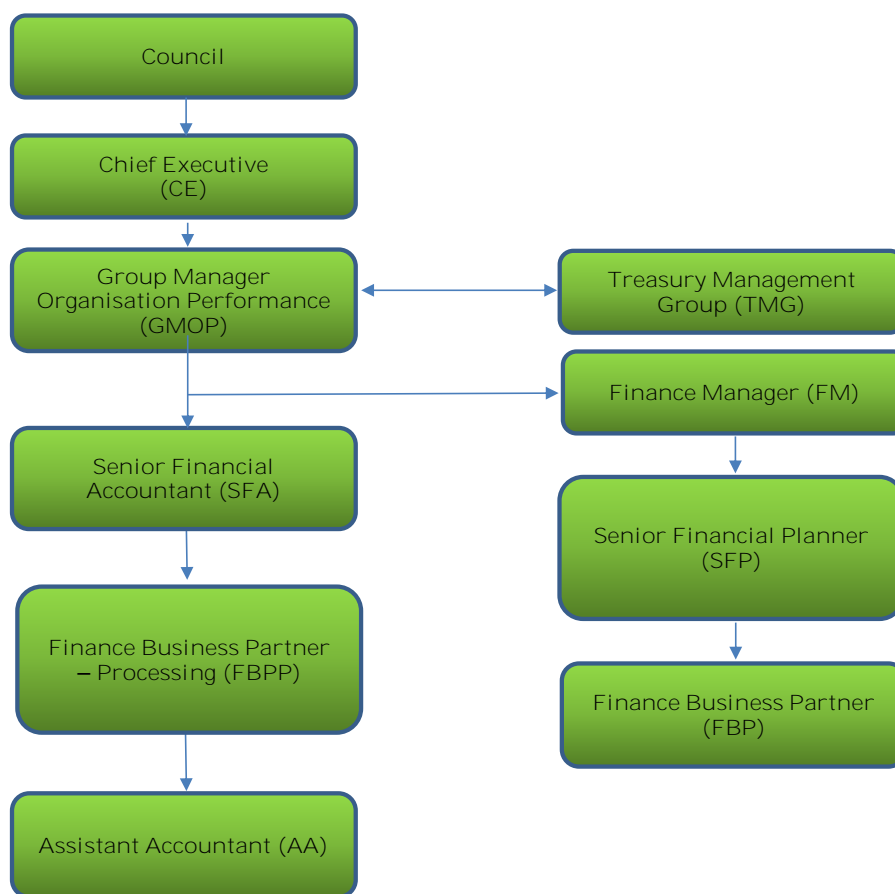 Council
Chief Executive
(CE)
Group Manager
Organisation Performance
(GMOP)
Treasury Management
Group (TMG)
Finance Manager (FM)
Senior Financial
Accountant (SFA)
Senior Financial Planner
(SFP)
Finance Business Partner
– Processing (FBPP)
Finance Business Partner
(FBP)
Assistant Accountant (AA)